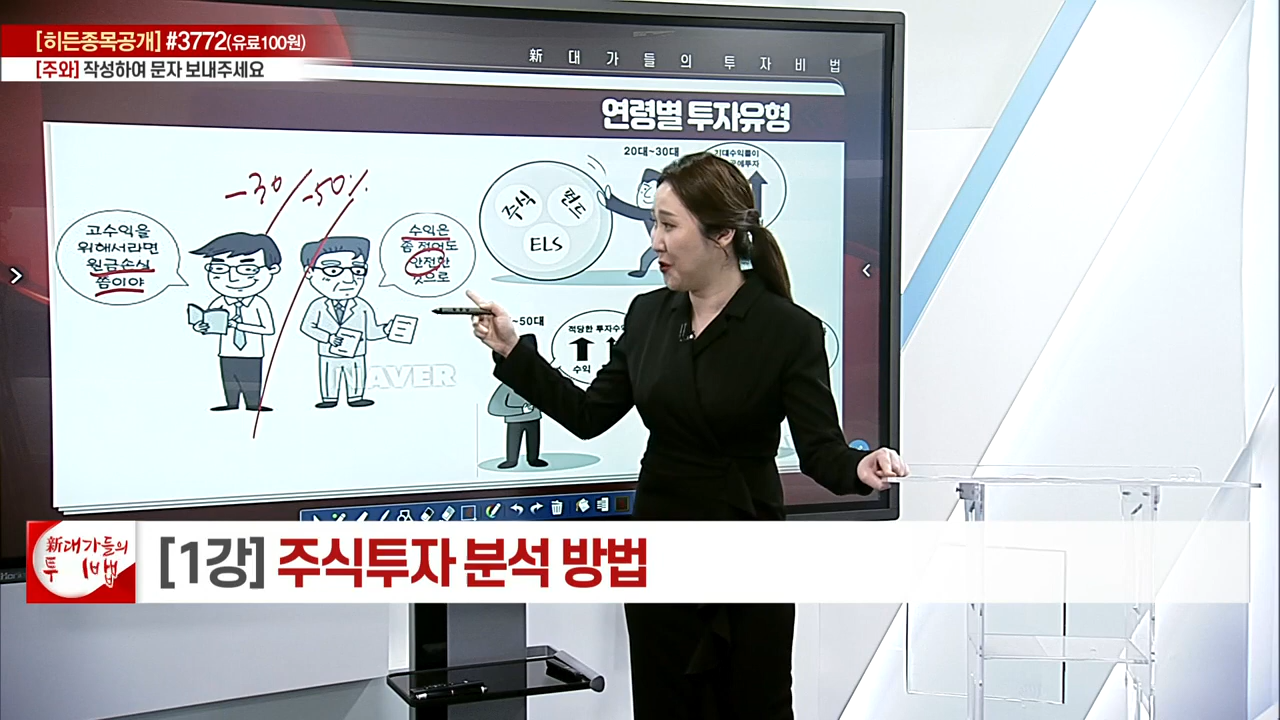 [히든종목공개] #3772(유료100원)
[주와] 작성하여 문자 보내주세요
新 대 가 들 의 투 자 비 법
연령별 투자유형
-30/-50%
고수익을
위해서라면
원금손실
쯤이야
수익은
좀 적어도
안전한
것으로
NAVER
20대~30대
기대수익률이
주식
펀드
ELS
~50대
적당한 투자수익
수익
新대가들의
투
비법
[1강] 주식투자 분석 방법